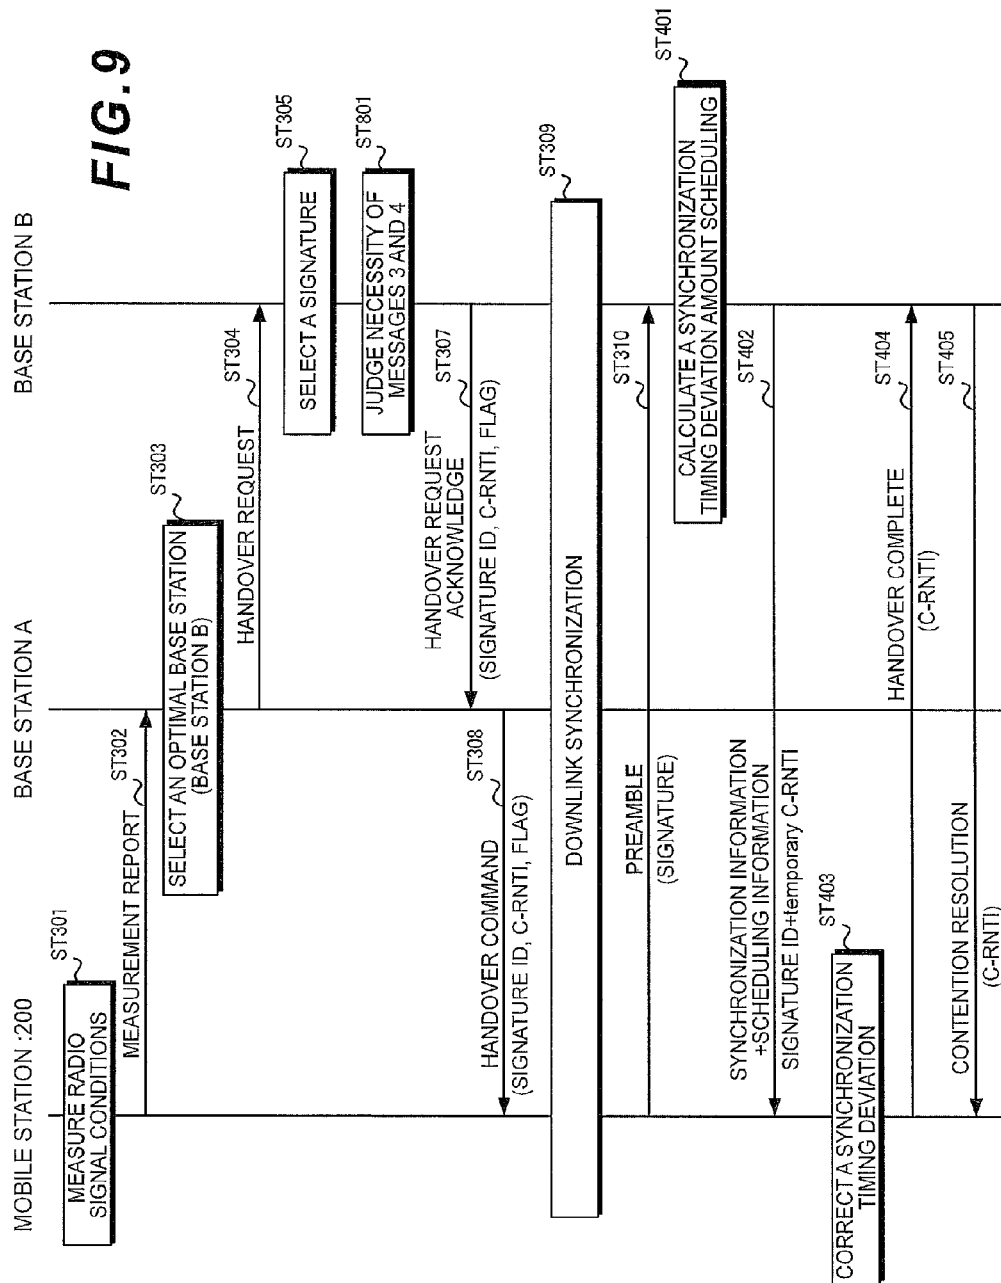 FIG. 9
MOBILE STATION :200
BASE STATION A
BASE STATION B
ST301
MEASURE RADIO
SIGNAL CONDITIONS
MEASUREMENT REPORT
ST302
ST303
SELECT AN OPTIMAL BASE STATION
(BASE STATION B)
HANDOVER REQUEST
ST304
ST305
SELECT A SIGNATURE
ST801
JUDGE NECESSITY OF
MESSAGES 3 AND 4
HANDOVER REQUEST
ACKNOWLEDGE
(SIGNATURE ID, C-RNTI, FLAG)
ST307
HANDOVER COMMAND
(SIGNATURE ID, C-RNTI, FLAG)
ST308
DOWNLINK SYNCHRONIZATION
ST309
PREAMBLE
(SIGNATURE)
ST310
ST401
CALCULATE A SYNCHRONIZATION
TIMING DEVIATION AMOUNT SCHEDULING
SYNCHRONIZATION INFORMATION
+SCHEDULING INFORMATION
SIGNATURE ID+temporary C-RNTI
ST402
ST403
CORRECT A SYNCHRONIZATION
TIMING DEVIATION
HANDOVER COMPLETE
(C-RNTI)
ST404
CONTENTION RESOLUTION
(C-RNTI)
ST405